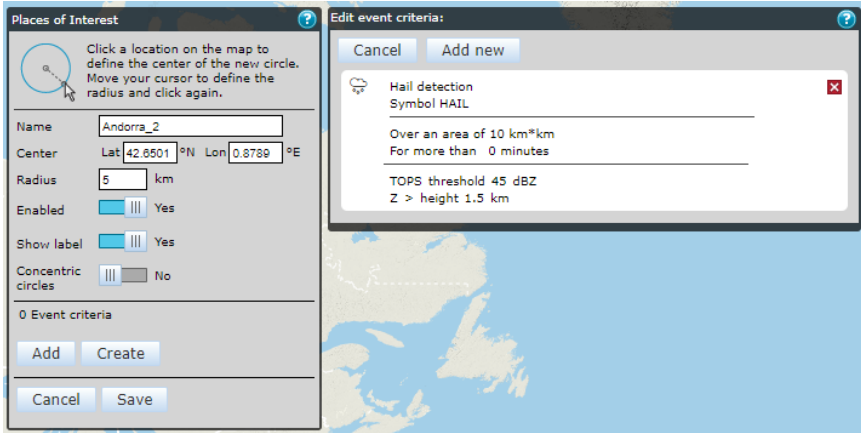 Places of Interest ?
Click a location on the map to
define the center of the new circle.
Move your cursor to define the
radius and click again.
Name Andorra_2
Center Lat 42.6501 °N Lon 0.8789 °E
Radius 5 km
Enabled Yes
Show label Yes
Concentric
circles No
0 Event criteria
Add Create
Cancel Save
Edit event criteria: ?
Cancel Add new
Hail detection
Symbol HAIL
Over an area of 10 km*km
For more than 0 minutes
TOPS threshold 45 dBZ
Z > height 1.5 km